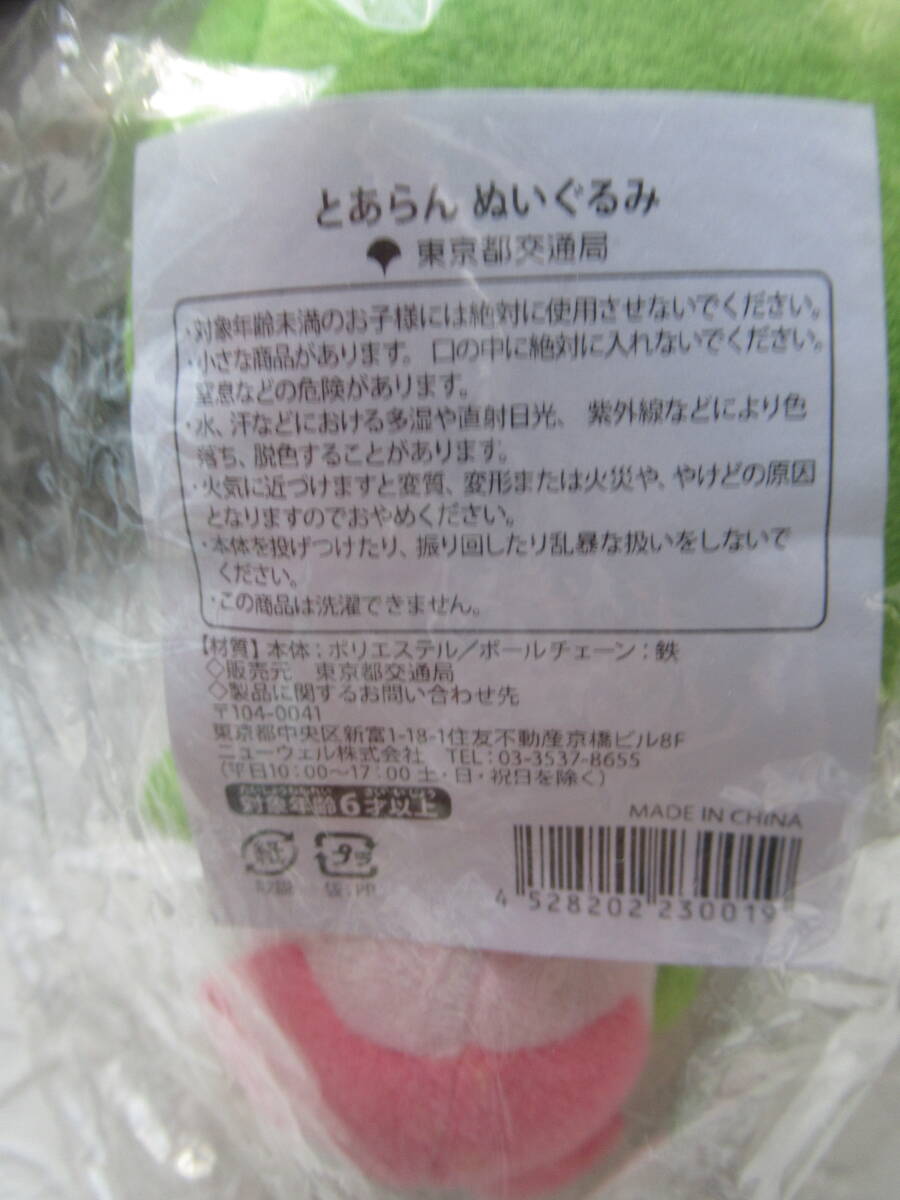 とあらん ぬいぐるみ
東京都交通局
・対象年齢未満のお子様には絶対に使用させないでください。
・小さな商品があります。 口の中に絶対に入れないでください。
窒息などの危険があります。
・水、汗などにおける多湿や直射日光、 紫外線などにより色
落ち、脱色することがあります。
・火気に近づけますと変質、変形または火災や、やけどの原因
となりますのでおやめください。
・本体を投げつけたり、振り回したり乱暴な扱いをしないで
ください。
・この商品は洗濯できません。
【材質】本体:ポリエステル/ボールチェーン:鉄
◇販売元 東京都交通局
◇製品に関するお問い合わせ先
〒104-0041
東京都中央区新富1-18-1住友不動産京橋ビル8F
ニューウェル株式会社 TEL:03-3537-8655
(平日10:00〜17:00 土・日・祝日を除く)
対象年齢6才以上
MADE IN CHINA
紙 プラ
袋:PP
4 528202 230019